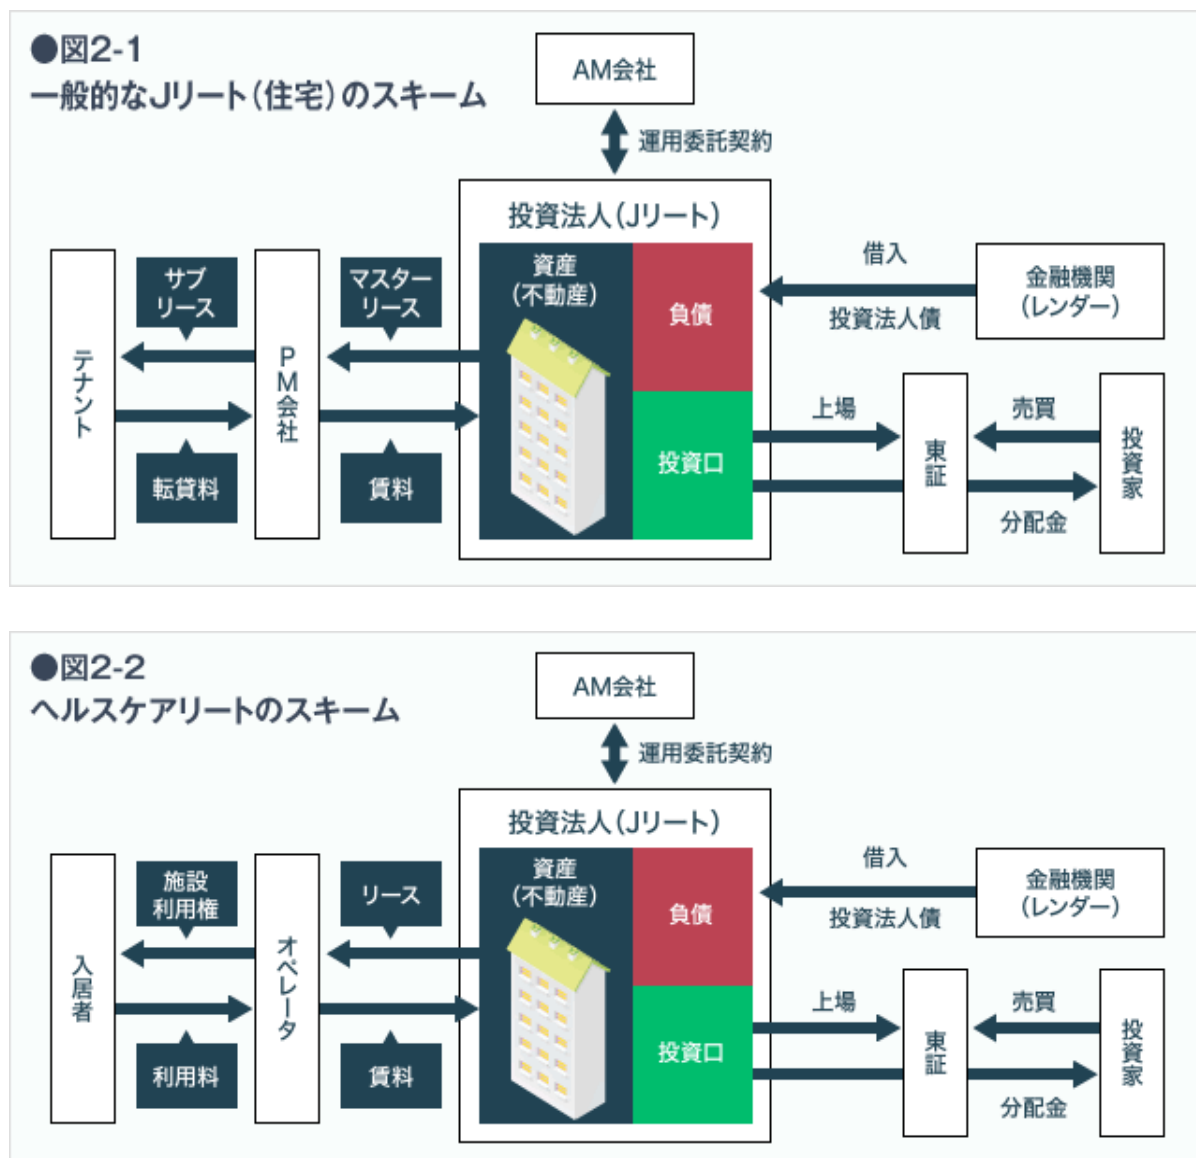 ●図2-1
一般的なJリート(住宅)のスキーム
AM会社
運用委託契約
投資法人(Jリート)
資産
(不動産)
負債
投資口
テナント
サブ
リース
転貸料
PM会社
マスター
リース
賃料
借入
投資法人債
金融機関
(レンダー)
上場
東証
売買
分配金
投資家
●図2-2
ヘルスケアリートのスキーム
AM会社
運用委託契約
投資法人(Jリート)
資産
(不動産)
負債
投資口
入居者
施設
利用権
利用料
オペレータ
リース
賃料
借入
投資法人債
金融機関
(レンダー)
上場
東証
売買
分配金
投資家